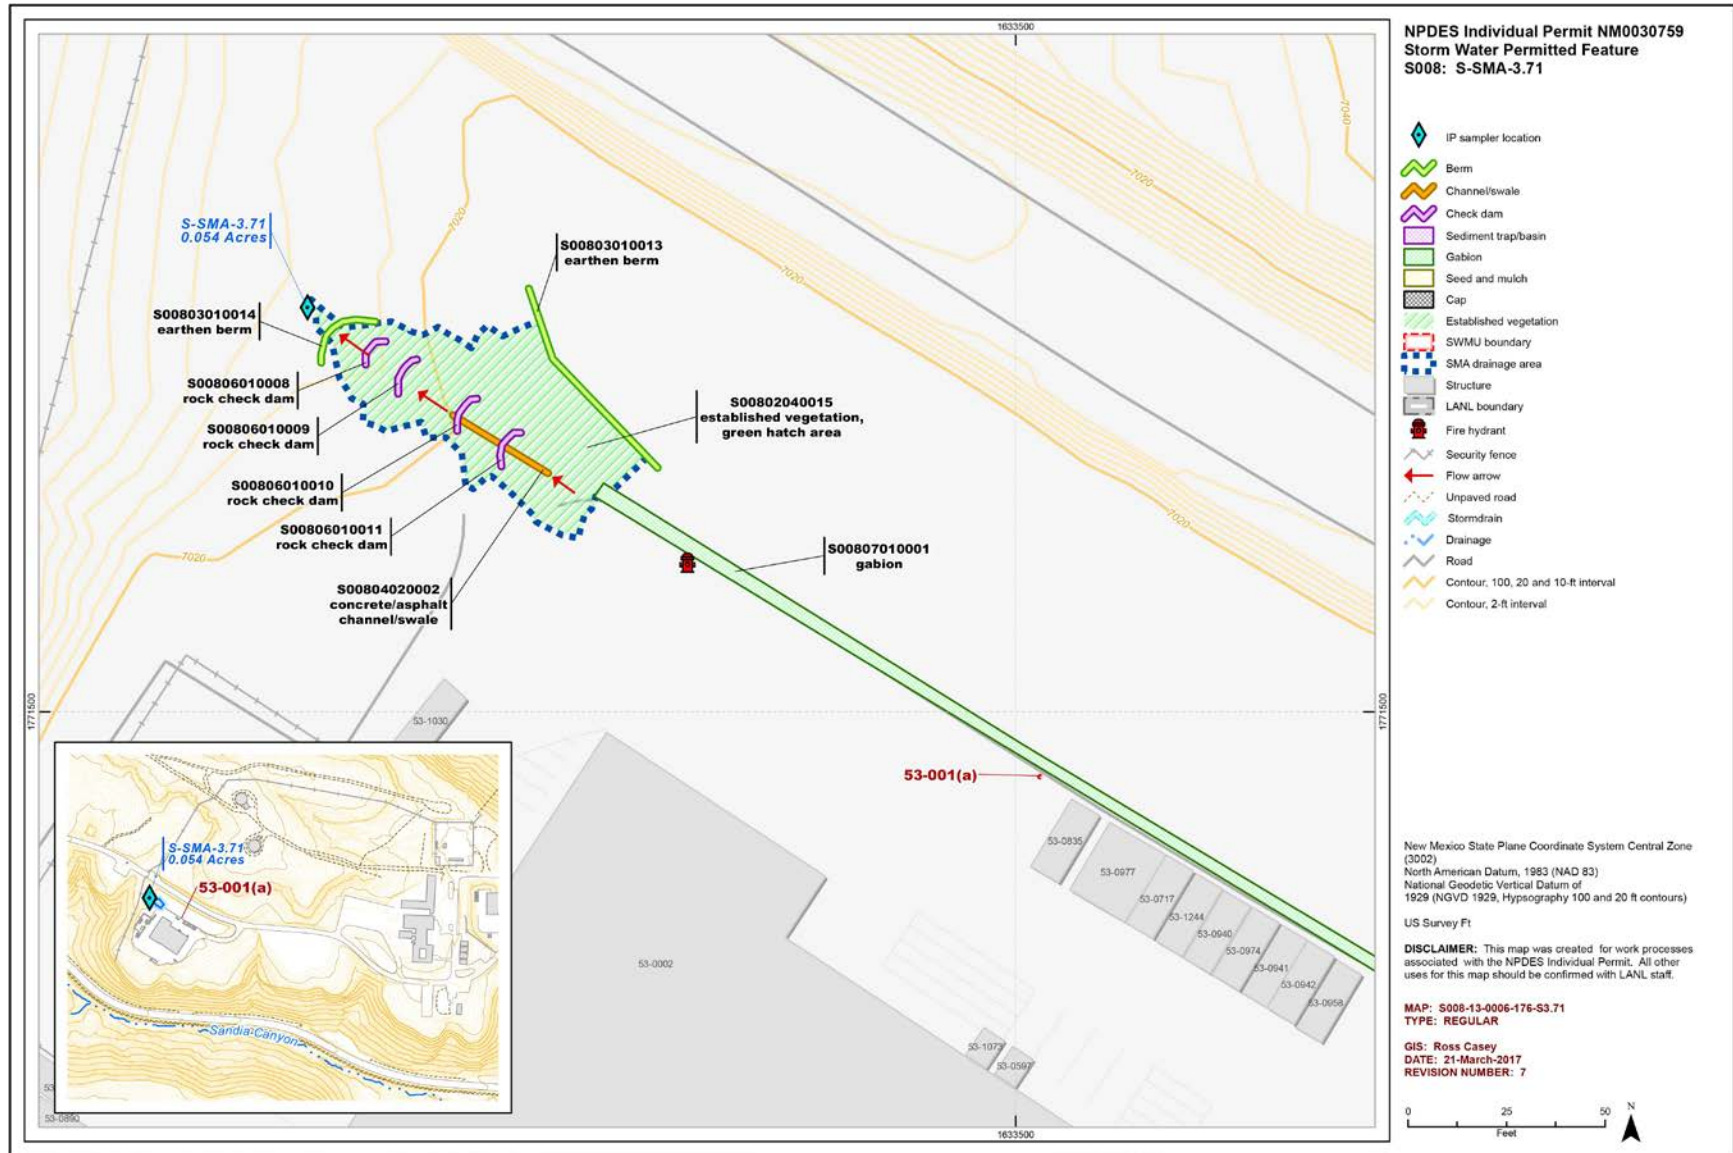 1633500
NPDES Individual Permit NM0030759
Storm Water Permitted Feature
S008: S-SMA-3.71
IP sampler location
Berm
Channel/swale
Check dam
Sediment trap/basin
Gabion
Seed and mulch
Cap
Established vegetation
SWMU boundary
SMA drainage area
Structure
LANL boundary
Fire hydrant
Security fence
Flow arrow
Unpaved road
Stormdrain
Drainage
Road
Contour, 100, 20 and 10-ft interval
Contour, 2-ft interval
7040
7020
7020
7020
7020
7020
S-SMA-3.71
0.054 Acres
S00803010013
earthen berm
S00803010014
earthen berm
S00806010008
rock check dam
S00806010009
rock check dam
S00806010010
rock check dam
S00806010011
rock check dam
S00804020002
concrete/asphalt
channel/swale
S00802040015
established vegetation,
green hatch area
S00807010001
gabion
1771500
1771500
53-1030
53-001(a)
53-0835
53-0977
53-0717
53-1244
53-0940
53-0974
53-0941
53-0942
53-0958
53-0002
53-1073
53-0597
S-SMA-3.71
0.054 Acres
53-001(a)
Sandia Canyon
53-0890
1633500
New Mexico State Plane Coordinate System Central Zone
(3002)
North American Datum, 1983 (NAD 83)
National Geodetic Vertical Datum of
1929 (NGVD 1929, Hypsography 100 and 20 ft contours)
US Survey Ft
DISCLAIMER: This map was created for work processes
associated with the NPDES Individual Permit. All other
uses for this map should be confirmed with LANL staff.
MAP: S008-13-0006-176-S3.71
TYPE: REGULAR
GIS: Ross Casey
DATE: 21-March-2017
REVISION NUMBER: 7
0 25 50
Feet
N